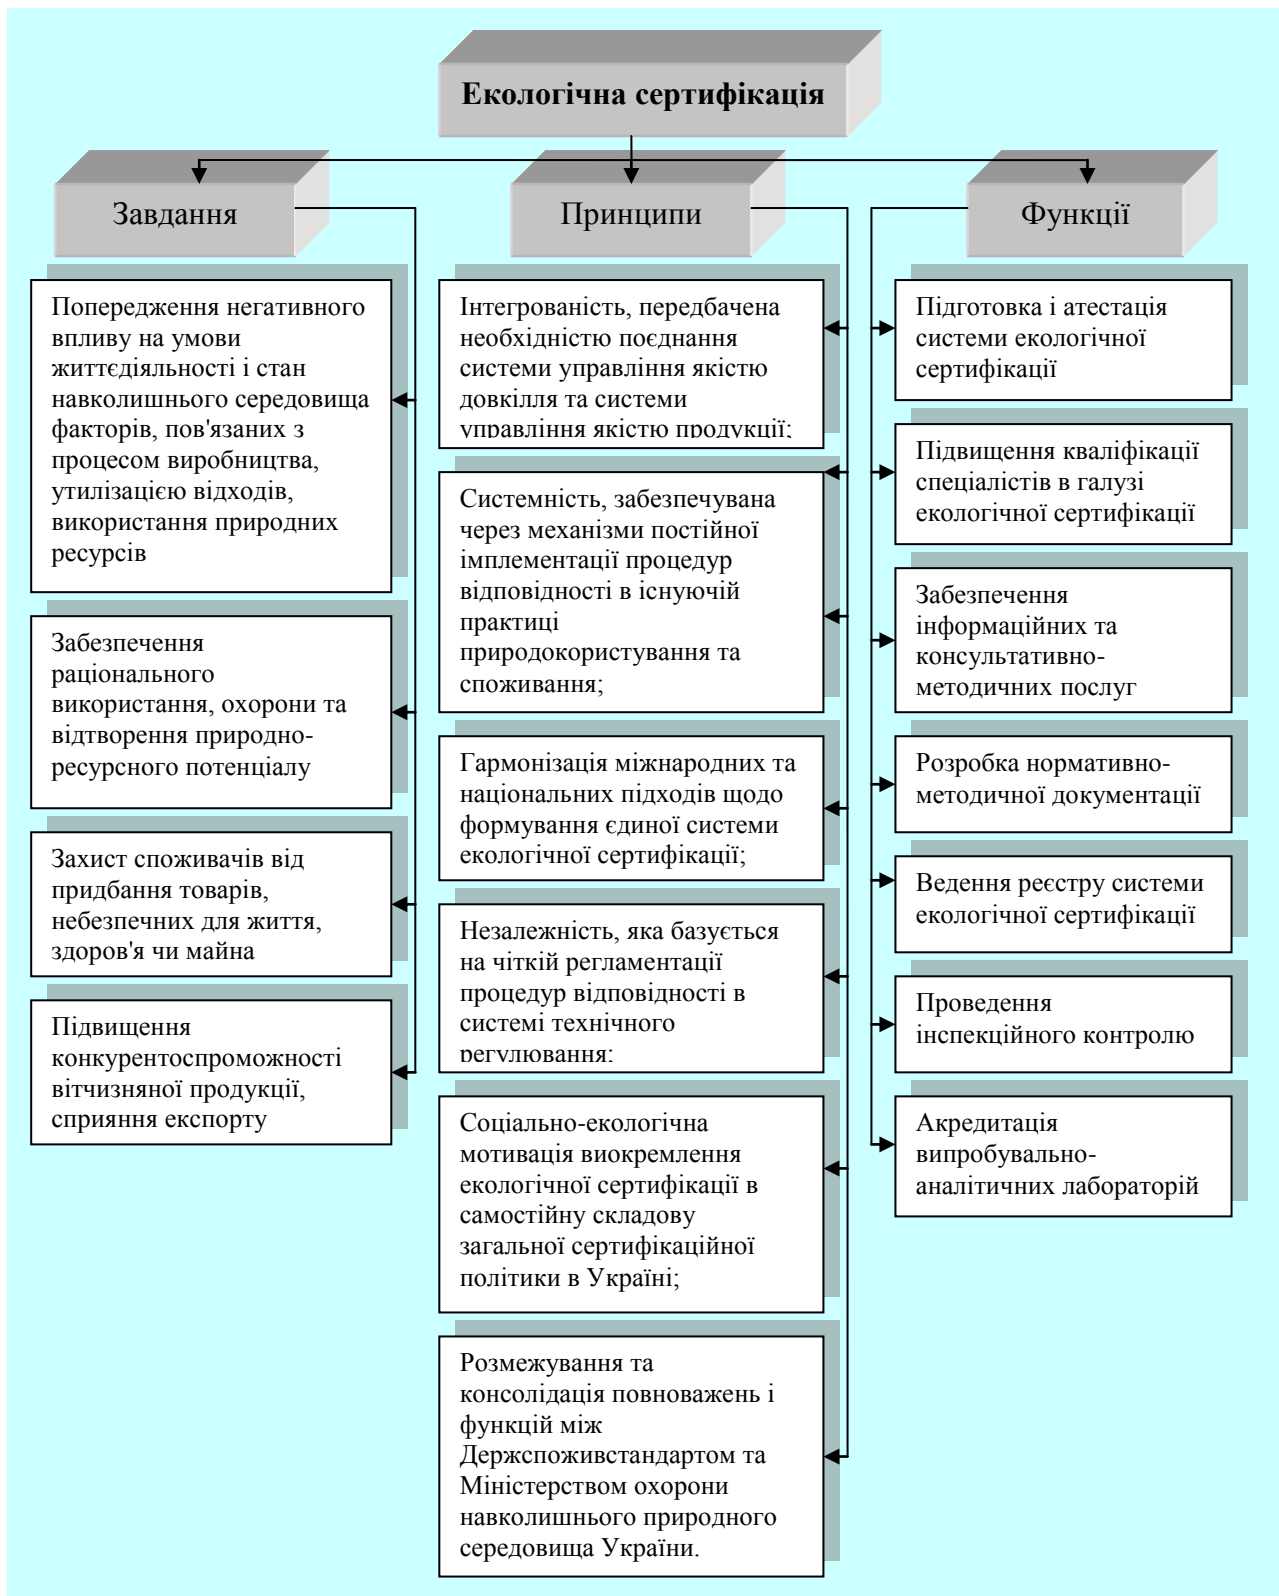 Екологічна сертифікація
Завдання
Попередження негативного
впливу на умови
життєдіяльності і стан
навколишнього середовища
факторів, пов'язаних з
процесом виробництва,
утилізацією відходів,
використання природних
ресурсів
Забезпечення
раціонального
використання, охорони та
відтворення природно-
ресурсного потенціалу
Захист споживачів від
придбання товарів,
небезпечних для життя,
здоров'я чи майна
Підвищення
конкурентоспроможності
вітчизняної продукції,
сприяння експорту
Принципи
Інтегрованість, передбачена
необхідністю поєднання
системи управління якістю
довкілля та системи
управління якістю продукції;
Системність, забезпечувана
через механізми постійної
імплементації процедур
відповідності в існуючій
практиці
природокористування та
споживання;
Гармонізація міжнародних та
національних підходів щодо
формування єдиної системи
екологічної сертифікації;
Незалежність, яка базується
на чіткій регламентації
процедур відповідності в
системі технічного
регулювання;
Соціально-екологічна
мотивація виокремлення
екологічної сертифікації в
самостійну складову
загальної сертифікаційної
політики в Україні;
Розмежування та
консолідація повноважень і
функцій між
Держспоживстандартом та
Міністерством охорони
навколишнього природного
середовища України.
Функції
Підготовка і атестація
системи екологічної
сертифікації
Підвищення кваліфікації
спеціалістів в галузі
екологічної сертифікації
Забезпечення
інформаційних та
консультативно-
методичних послуг
Розробка нормативно-
методичної документації
Ведення реєстру системи
екологічної сертифікації
Проведення
інспекційного контролю
Акредитація
випробувально-
аналітичних лабораторій